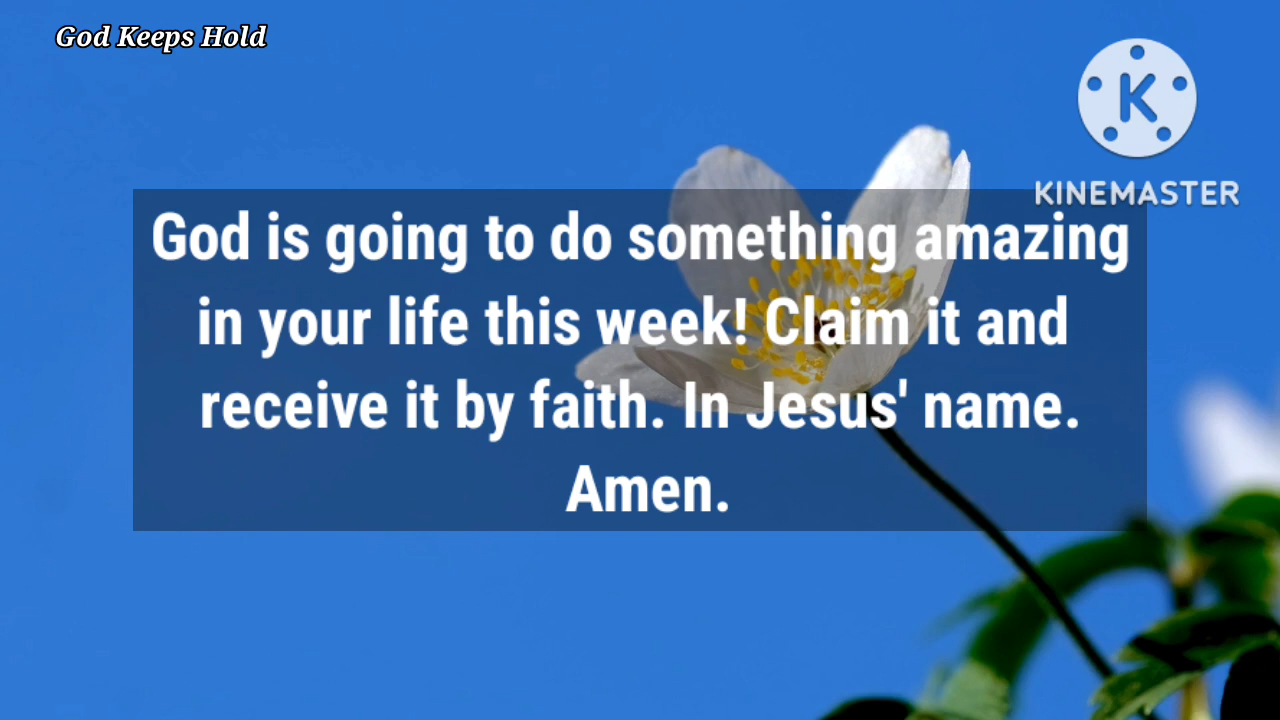 God Keeps Hold
K
KINEMASTER
God is going to do something amazing
in your life this week! Claim it and
receive it by faith. In Jesus' name.
Amen.